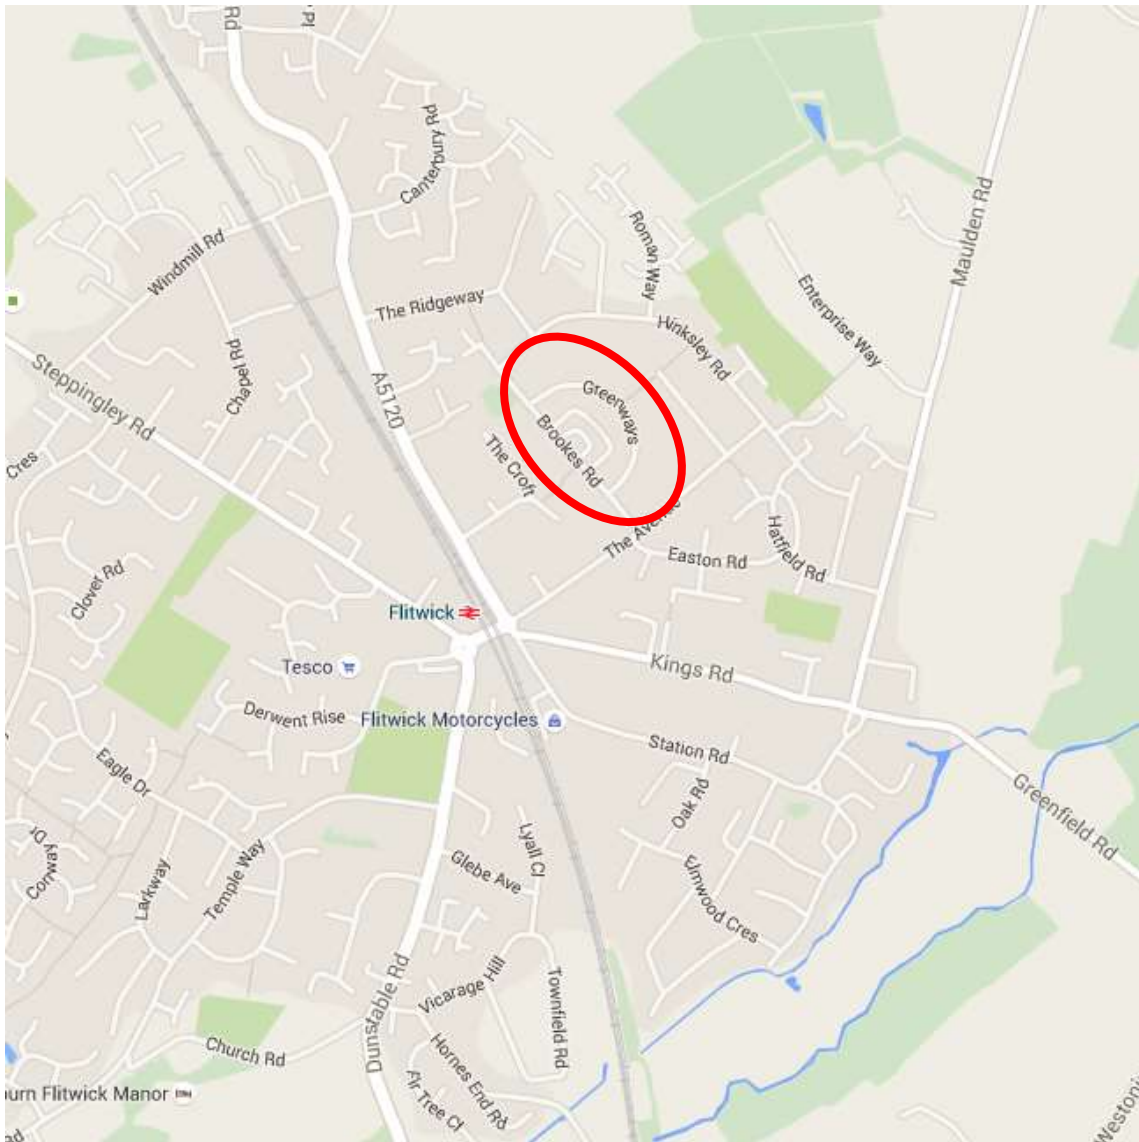 Rd
r Pl
Canterbury Rd
Windmill Rd
Roman Way
Maulden Rd
The Ridgeway
Enterprise Way
Hinksley Rd
Steppingley Rd
Chapel Rd
A5120
Greenways
Brookes Rd
The Croft
Cres
The Avenue
Hatfield Rd
Easton Rd
Clover Rd
Flitwick
Tesco
Kings Rd
Derwent Rise
Flitwick Motorcycles
Station Rd
Eagle Dr
Oak Rd
Greenfield Rd
Dr
Conway
Larkway
Temple Way
Lyall Cl
Glebe Ave
Elmwood Cres
Vicarage Hill
Townfield Rd
Dunstable Rd
Church Rd
Hornes End Rd
Fir Tree Cl
burn Flitwick Manor
Westoni